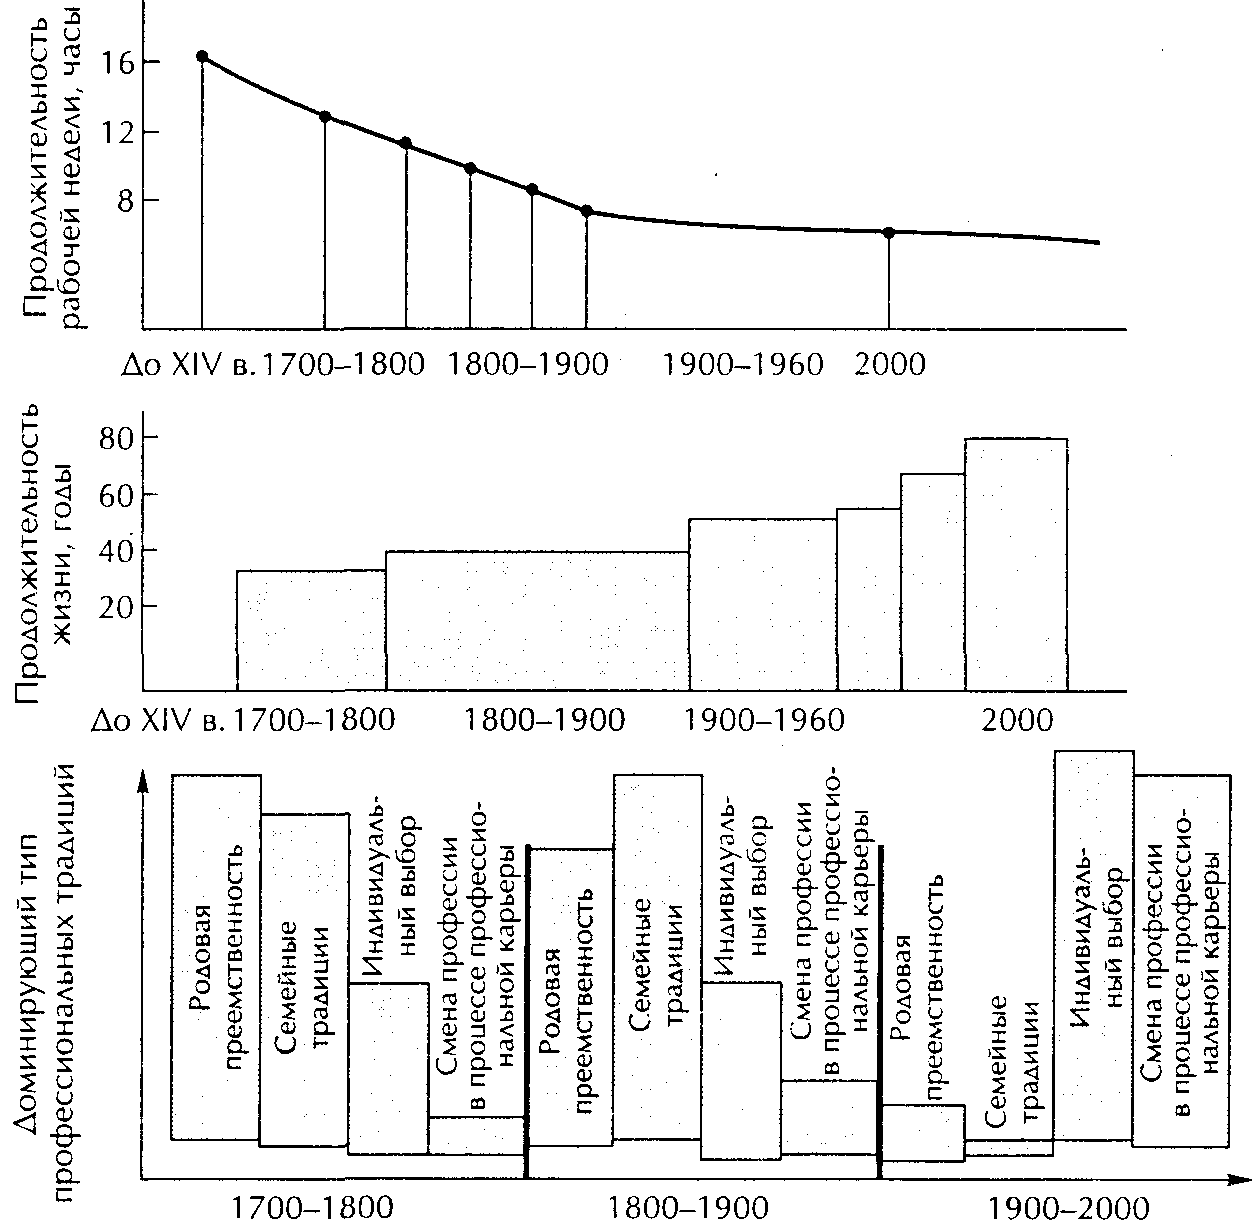 Продолжительность
рабочей недели, часы
16
12
8
До XIV в. 1700–1800 1800–1900 1900–1960 2000
Продолжительность
жизни, годы
80
60
40
20
До XIV в. 1700–1800 1800–1900 1900–1960 2000
Доминирующий тип
профессиональных традиций
Родовая
преемственность
Семейные
традиции
Индивидуаль-
ный выбор
Смена профессии
в процессе профессио-
нальной карьеры
Родовая
преемственность
Семейные
традиции
Индивидуаль-
ный выбор
Смена профессии
в процессе профессио-
нальной карьеры
Родовая
преемственность
Семейные
традиции
Индивидуаль-
ный выбор
Смена профессии
в процессе профессио-
нальной карьеры
1700–1800 1800–1900 1900–2000